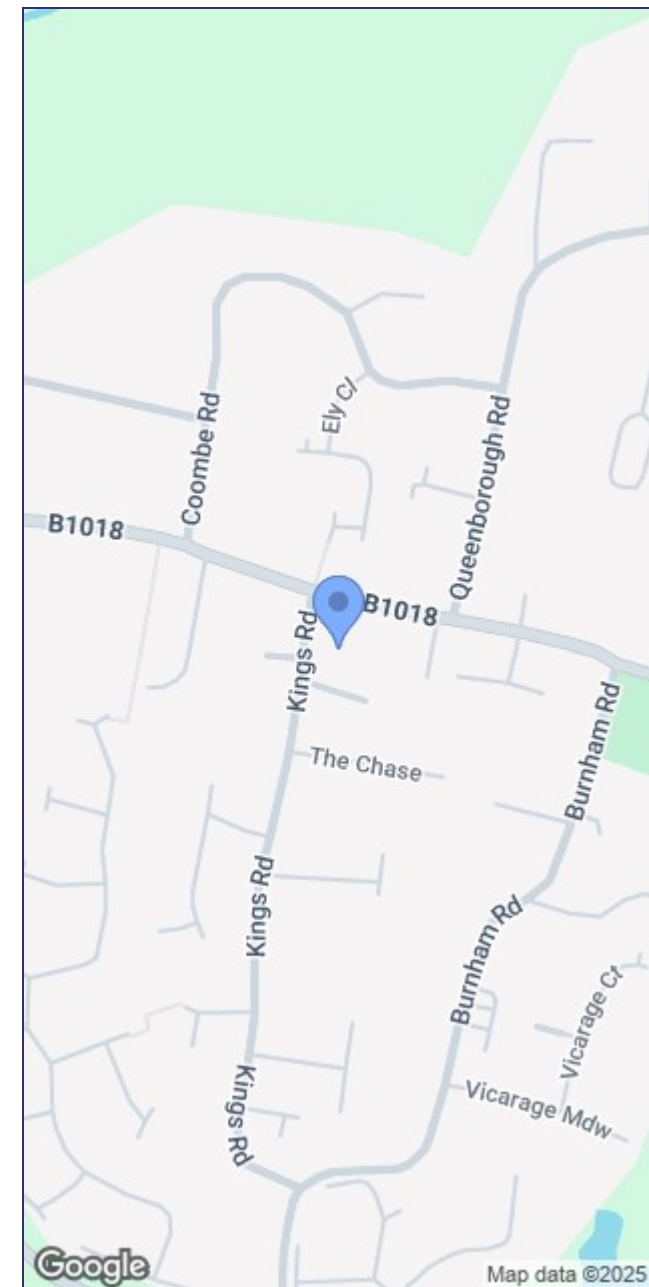 Ely Cl
Coombe Rd
Queenborough Rd
B1018
B1018
Kings Rd
Burnham Rd
The Chase
Kings Rd
Burnham Rd
Vicarage Ct
Kings Rd
Vicarage Mdw
Google
Map data ©2025